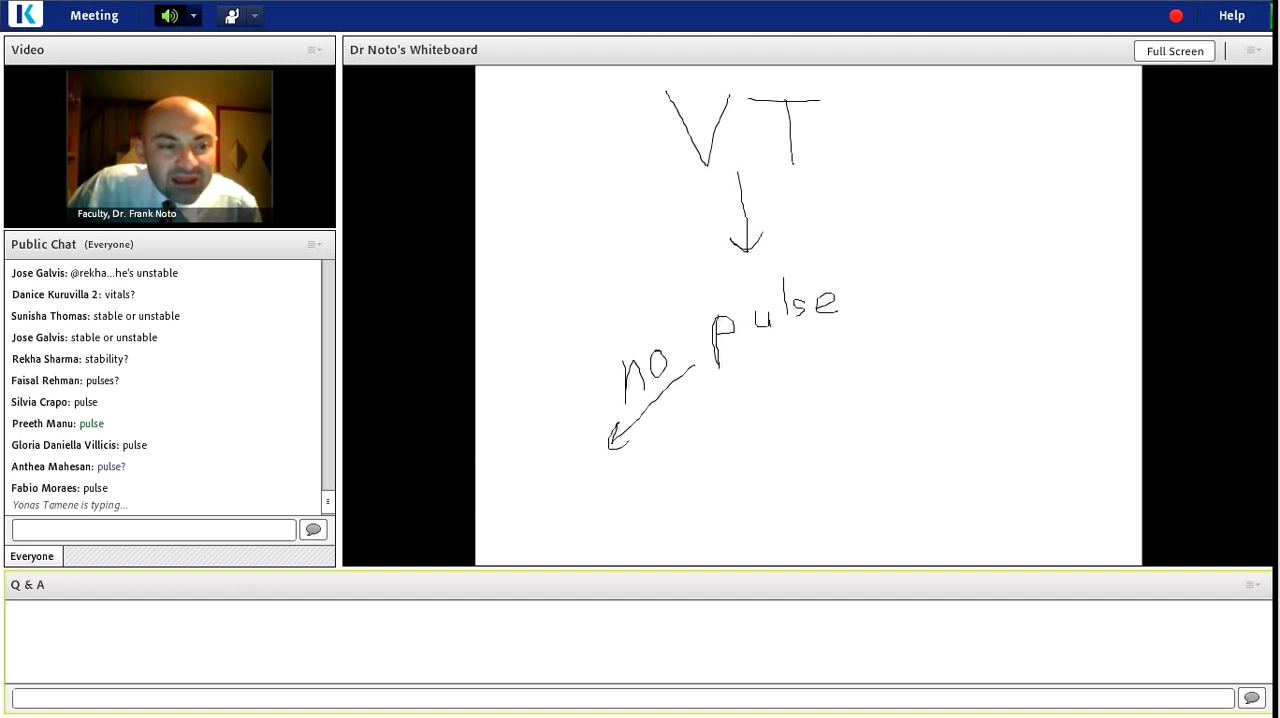 K Meeting Help
Video
Faculty, Dr. Frank Noto
Public Chat (Everyone)
Jose Galvis: @rekha...he's unstable
Danice Kuruvilla 2: vitals?
Sunisha Thomas: stable or unstable
Jose Galvis: stable or unstable
Rekha Sharma: stability?
Faisal Rehman: pulses?
Silvia Crapo: pulse
Preeth Manu: pulse
Gloria Daniella Villicis: pulse
Anthea Mahesan: pulse?
Fabio Moraes: pulse
Yonas Tamene is typing...
Everyone
Dr Noto's Whiteboard Full Screen
VT
pulse
no
Q & A